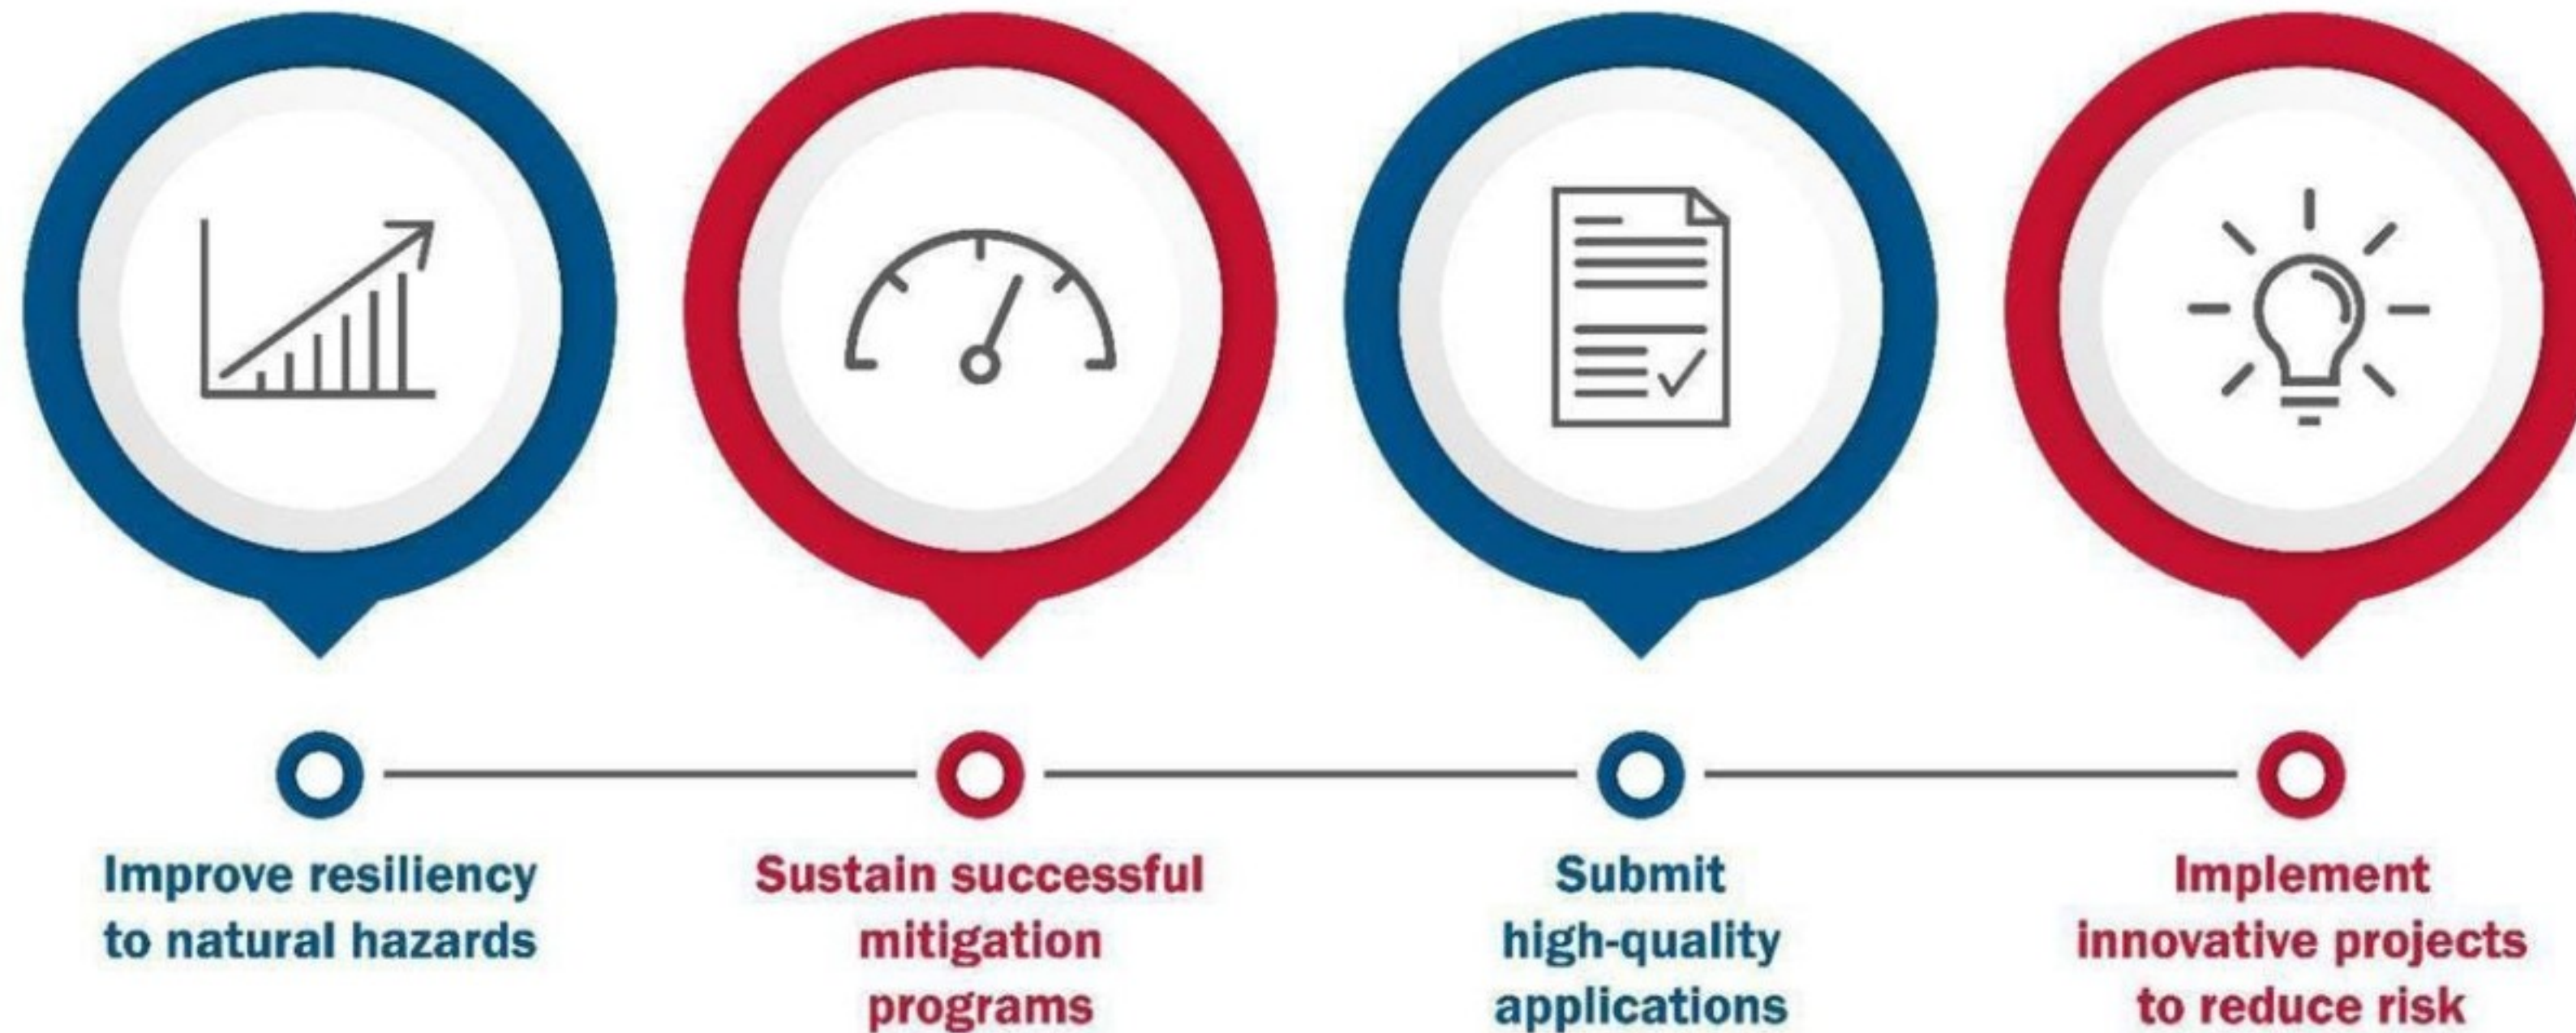 Improve resiliency
to natural hazards
Sustain successful
mitigation
programs
Submit
high-quality
applications
Implement
innovative projects
to reduce risk